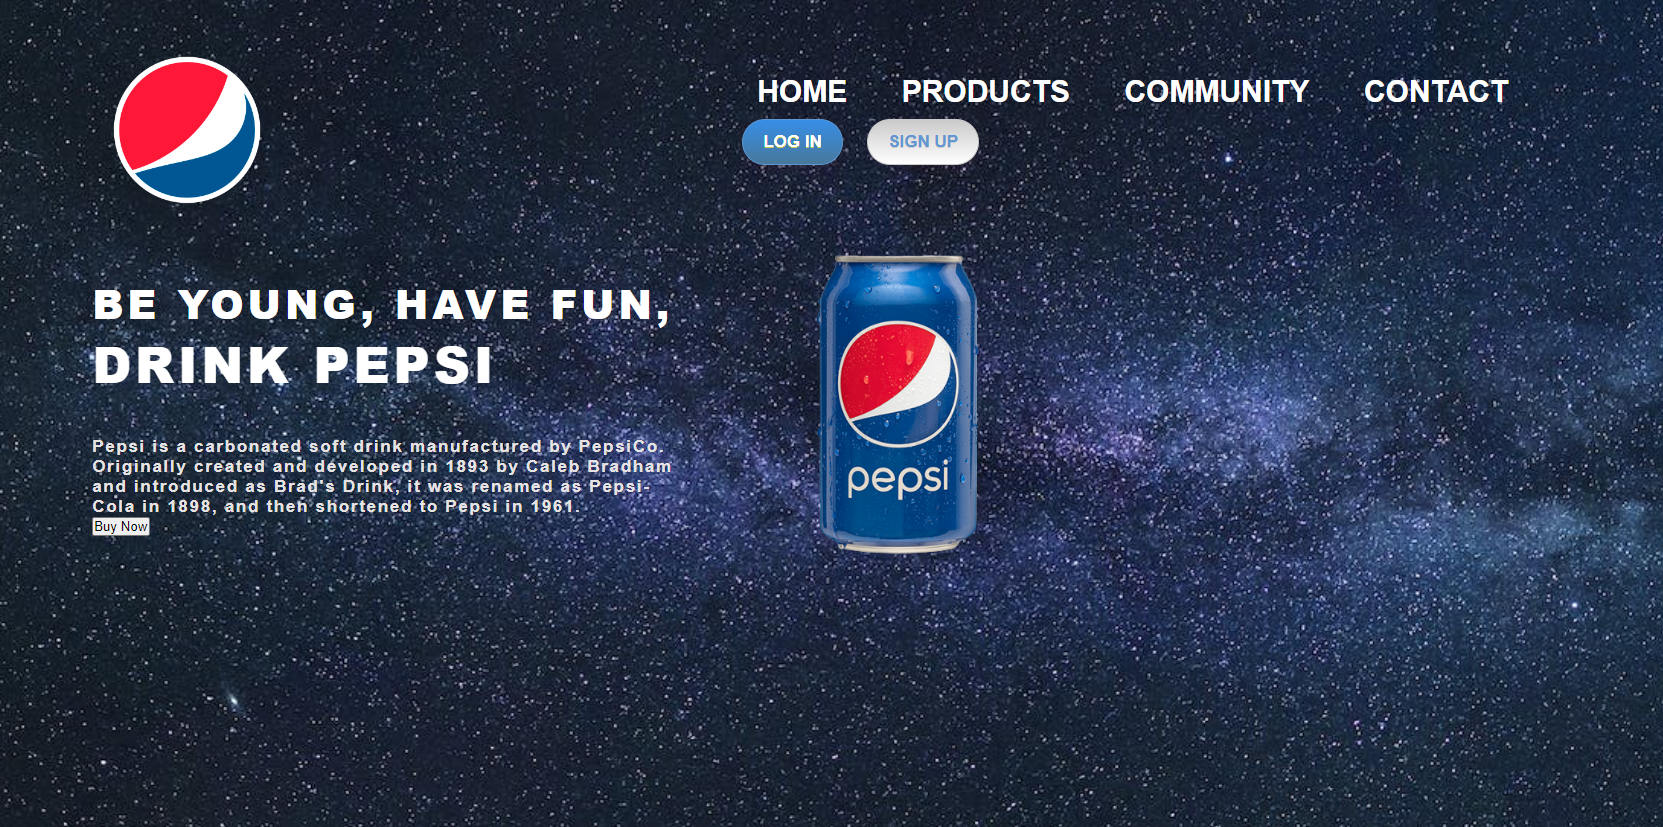 HOME PRODUCTS COMMUNITY CONTACT
LOG IN SIGN UP
BE YOUNG, HAVE FUN,
DRINK PEPSI
Pepsi is a carbonated soft drink manufactured by PepsiCo.
Originally created and developed in 1893 by Caleb Bradham
and introduced as Brad's Drink, it was renamed as Pepsi-
Cola in 1898, and then shortened to Pepsi in 1961.
Buy Now
pepsi